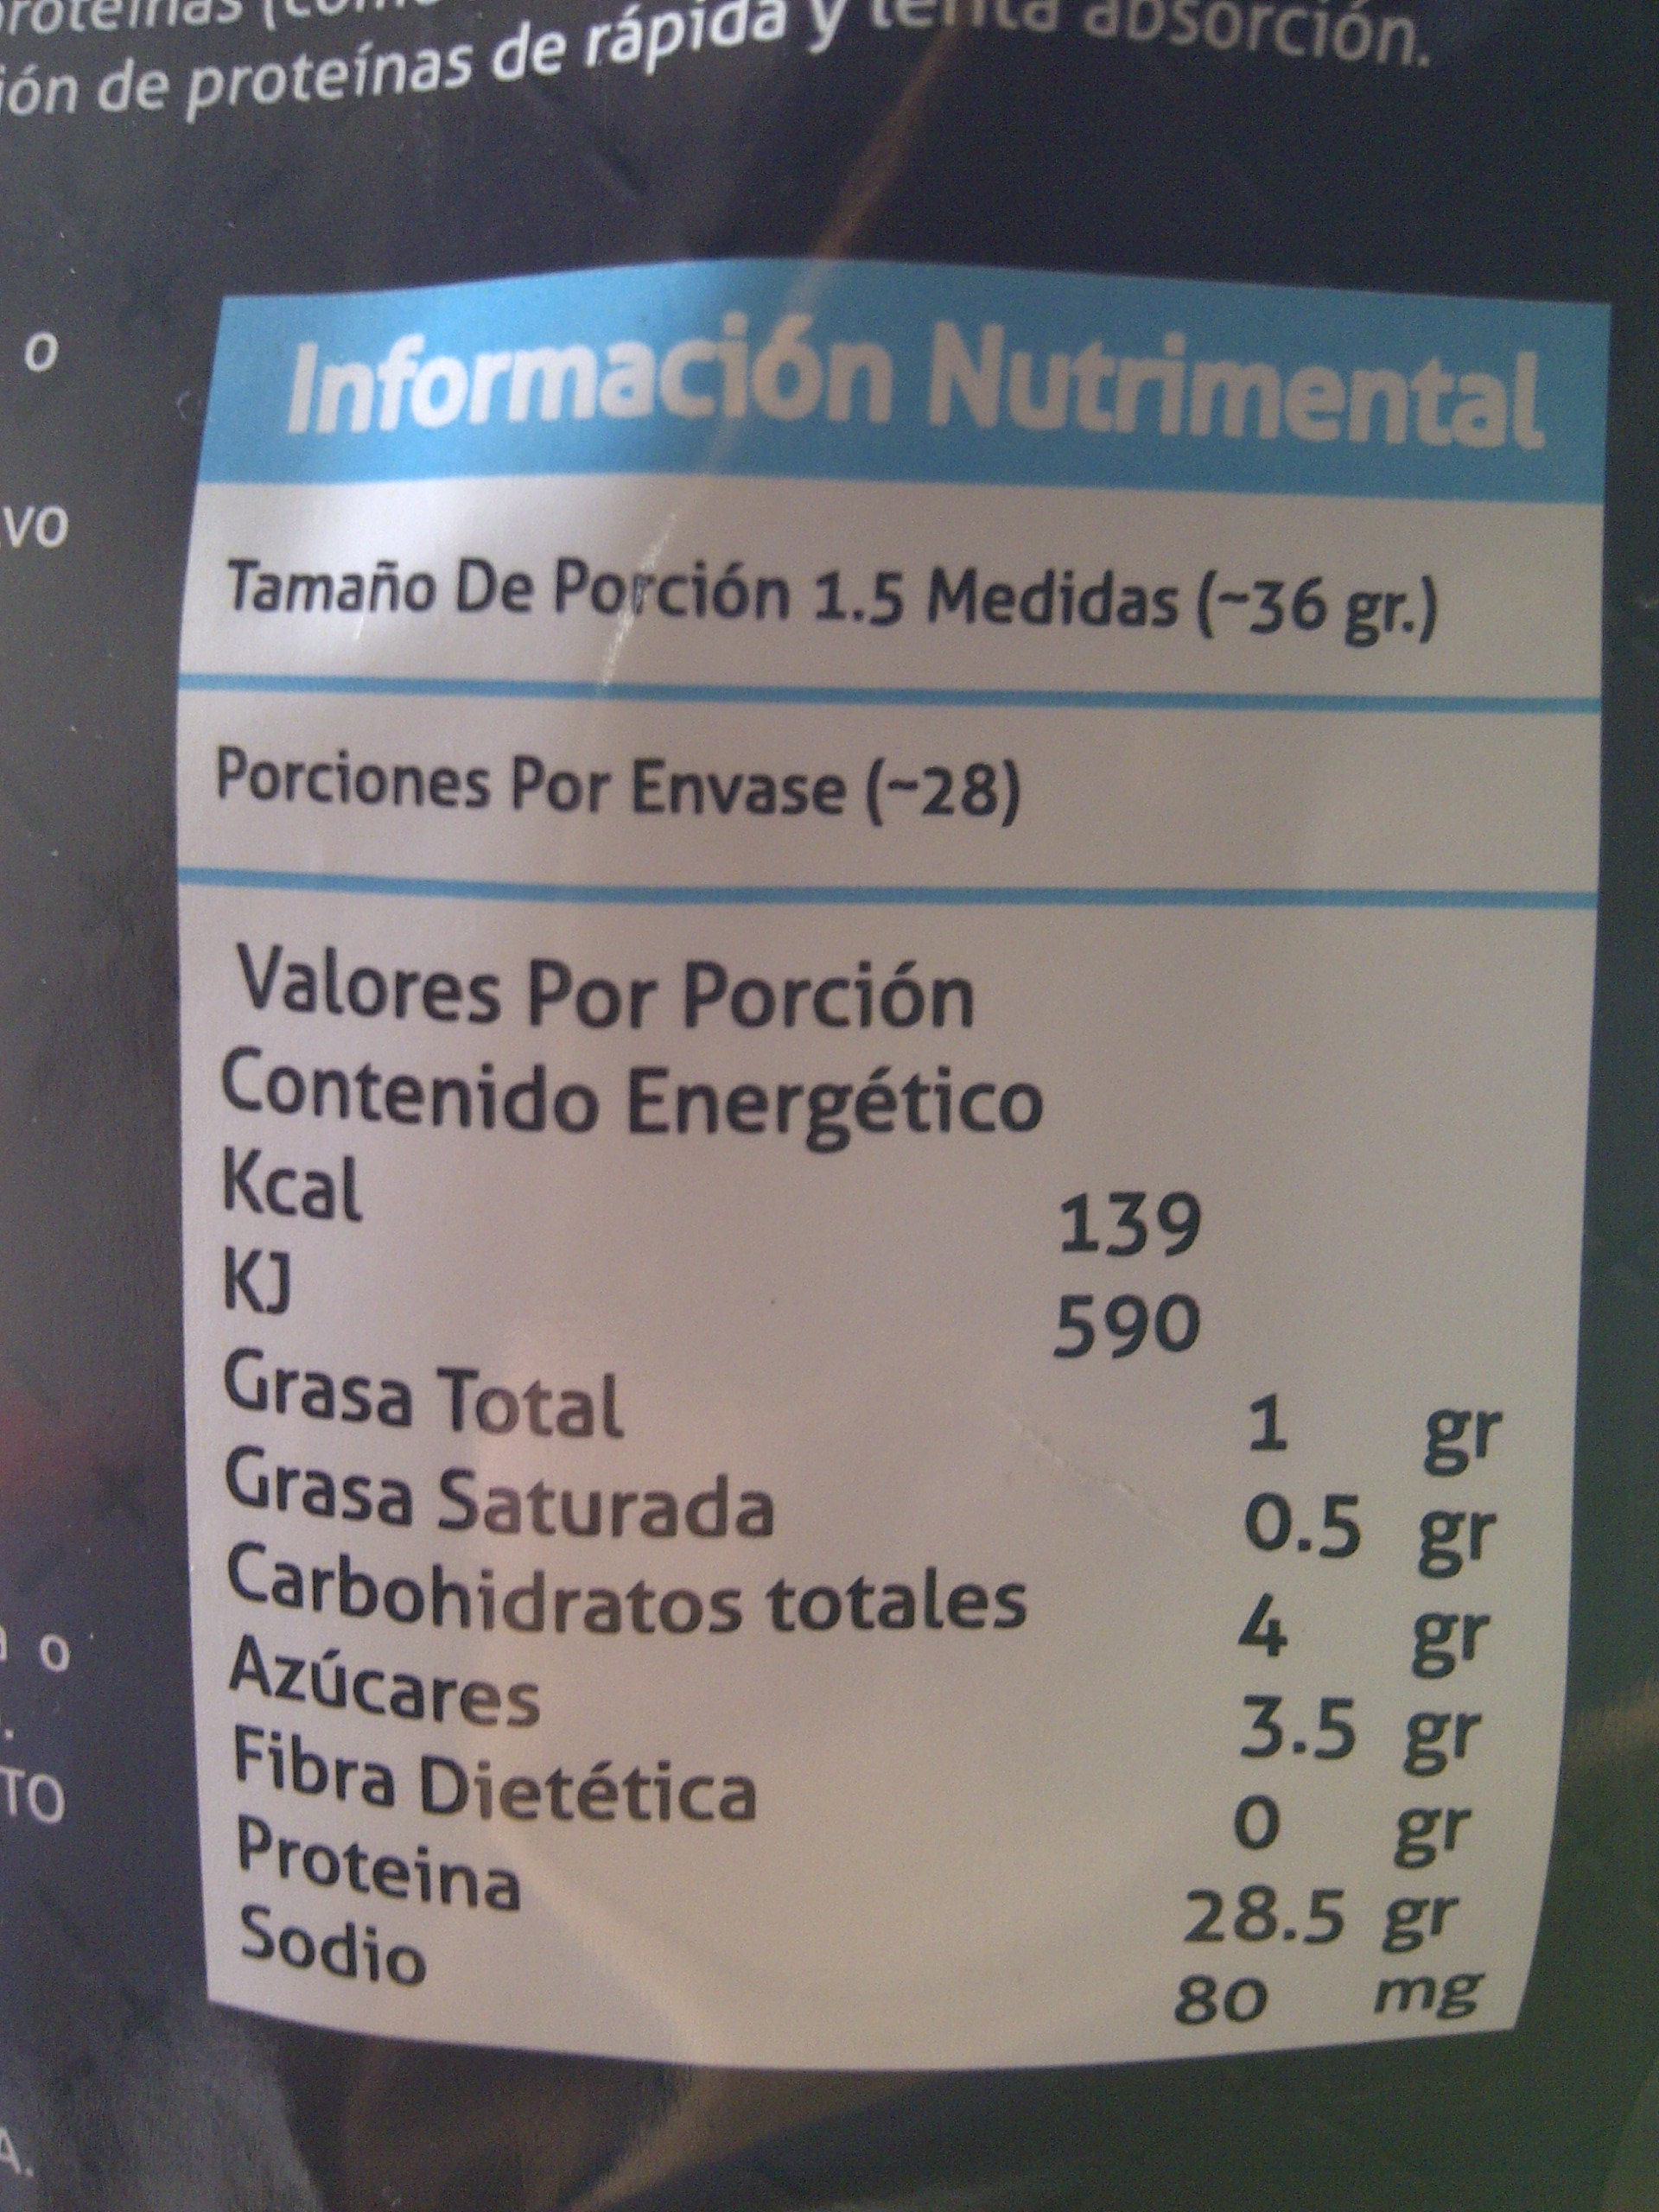 ión de proteínas de rápida y lenta absorción.
o
vo
Información Nutrimental
Tamaño De Porción 1.5 Medidas (~36 gr.)
Porciones Por Envase (~28)
Valores Por Porción
Contenido Energético
Kcal 139
KJ 590
Grasa Total 1 gr
Grasa Saturada 0.5 gr
Carbohidratos totales 4 gr
Azúcares 3.5 gr
Fibra Dietética 0 gr
Proteina 28.5 gr
Sodio 80 mg
o
TO
A.